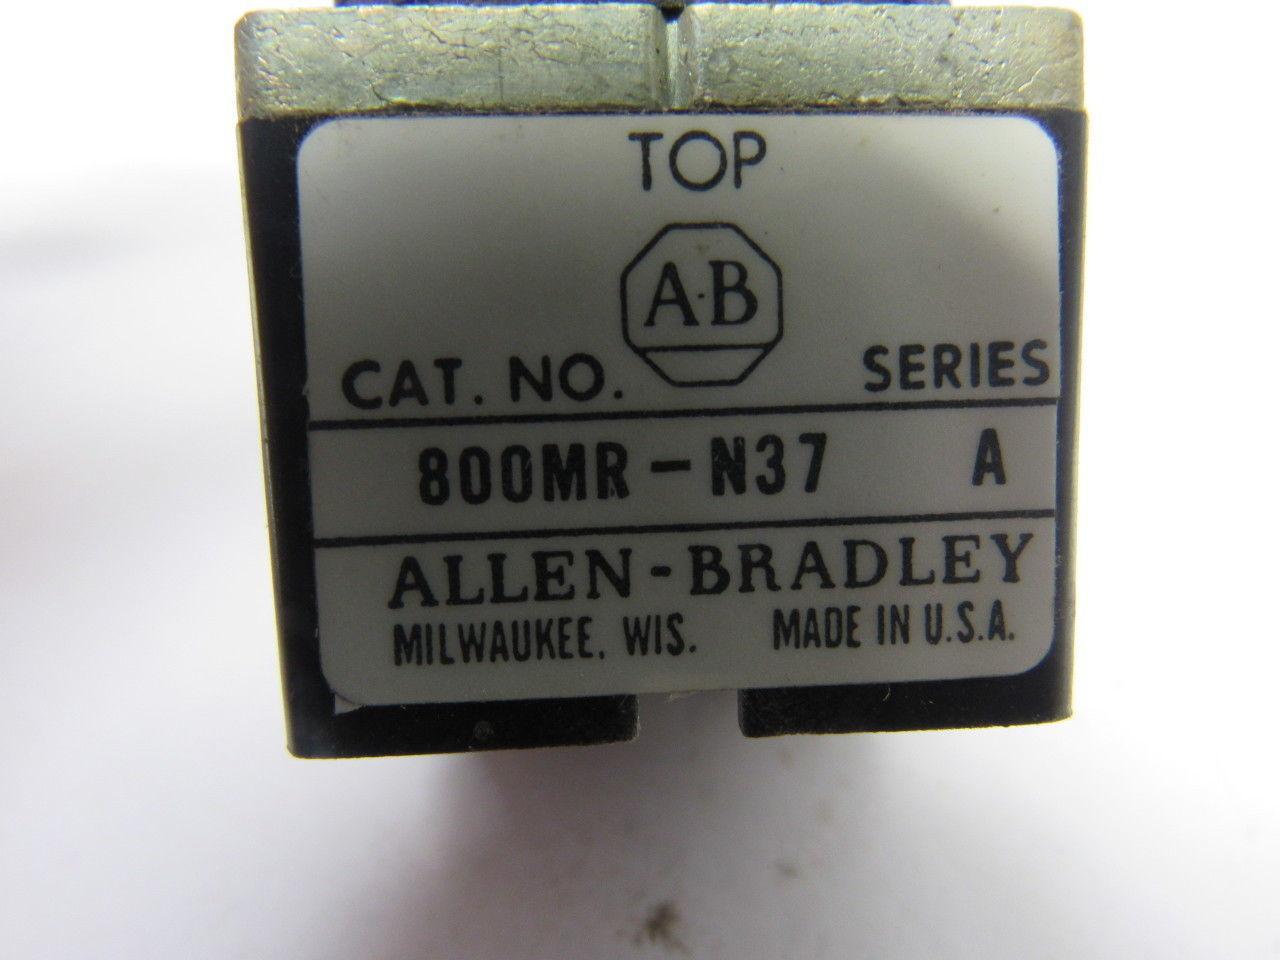 TOP
A·B
CAT. NO. SERIES
800MR-N37 A
ALLEN-BRADLEY
MILWAUKEE, WIS. MADE IN U.S.A.